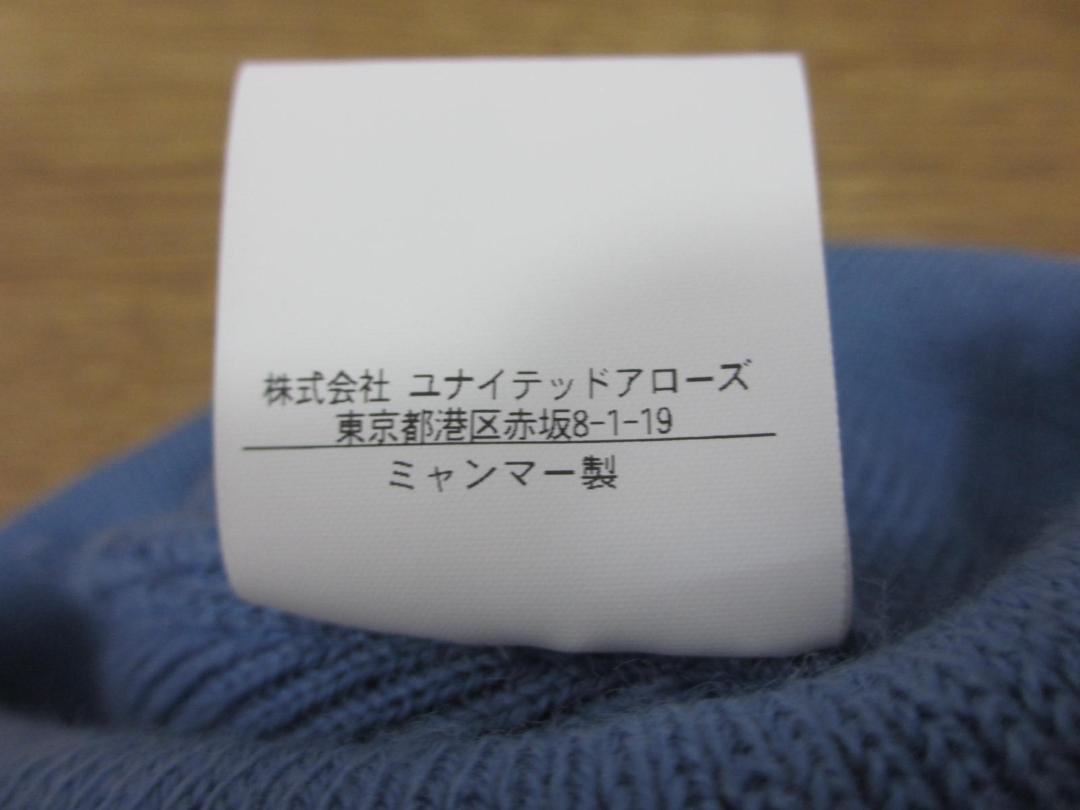 株式会社 ユナイテッドアローズ
東京都港区赤坂8-1-19
ミャンマー製